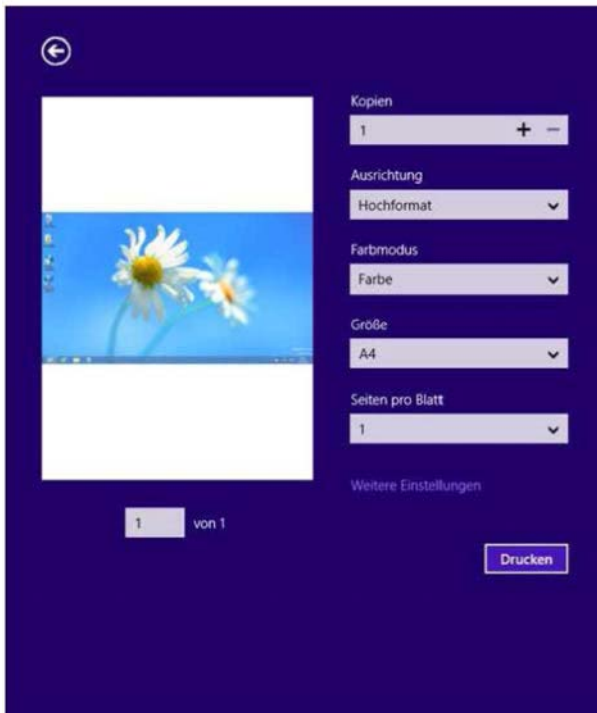 Kopien
1
Ausrichtung
Hochformat
Farbmodus
Farbe
Größe
A4
Seiten pro Blatt
1
Weitere Einstellungen
1 von 1
Drucken